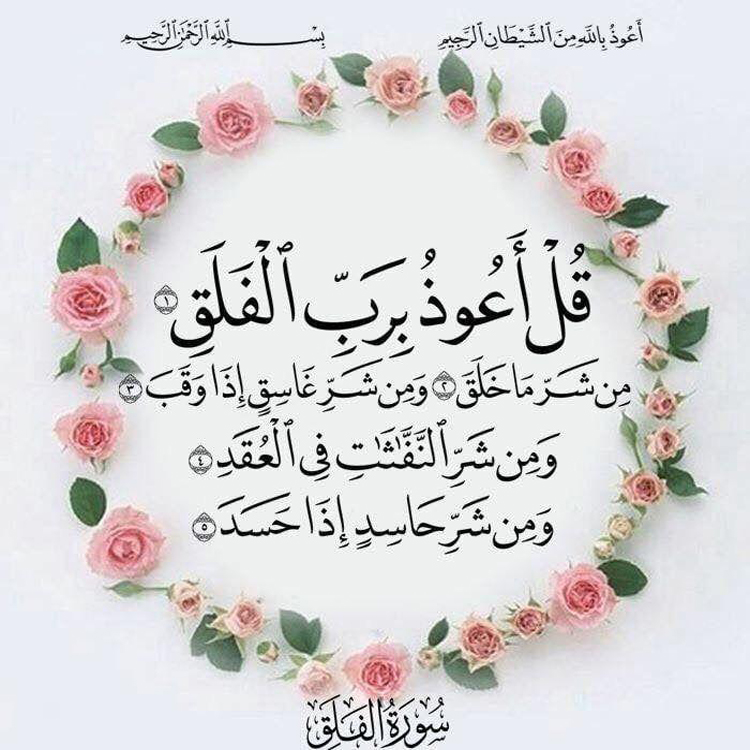 أَعُوذُ بِاللَّهِ مِنَ الشَّيْطَانِ الرَّجِيمِ
بِسْمِ اللَّهِ الرَّحْمَٰنِ الرَّحِيمِ
قُلْ أَعُوذُ بِرَبِّ ٱلْفَلَقِ ١
مِن شَرِّ مَا خَلَقَ ٢ وَمِن شَرِّ غَاسِقٍ إِذَا وَقَبَ ٣
وَمِن شَرِّ ٱلنَّفَّٰثَٰتِ فِى ٱلْعُقَدِ ٤
وَمِن شَرِّ حَاسِدٍ إِذَا حَسَدَ ٥
سُورَةُ الفَلَقِ